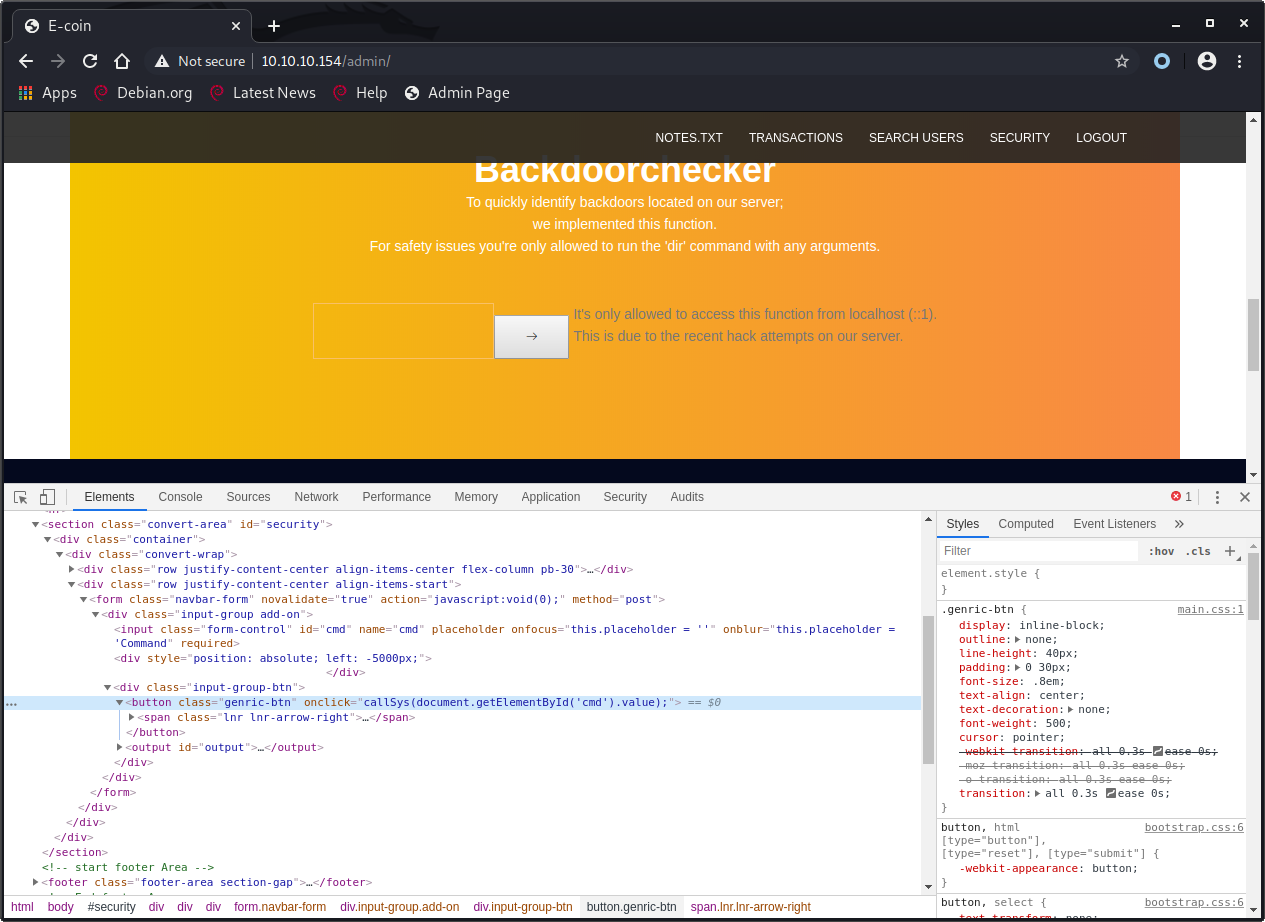 E-coin
Not secure 10.10.10.154/admin/
Apps Debian.org Latest News Help Admin Page
NOTES.TXT TRANSACTIONS SEARCH USERS SECURITY LOGOUT
Backdoorchecker
To quickly identify backdoors located on our server;
we implemented this function.
For safety issues you're only allowed to run the 'dir' command with any arguments.
It's only allowed to access this function from localhost (::1).
This is due to the recent hack attempts on our server.
Elements Console Sources Network Performance Memory Application Security Audits 1
<section class="convert-area" id="security">
<div class="container">
<div class="convert-wrap">
<div class="row justify-content-center align-items-center flex-column pb-30">…</div>
<div class="row justify-content-center align-items-start">
<form class="navbar-form" novalidate="true" action="javascript:void(0);" method="post">
<div class="input-group add-on">
<input class="form-control" id="cmd" name="cmd" placeholder onfocus="this.placeholder = ''" onblur="this.placeholder =
'Command" required>
<div style="position: absolute; left: -5000px;">
</div>
<div class="input-group-btn">
<button class="genric-btn" onclick="callSys(document.getElementById('cmd').value);"> == $0
<span class="lnr lnr-arrow-right">…</span>
</button>
<output id="output">…</output>
</div>
</div>
</form>
</div>
</div>
</div>
</section>
<!-- start footer Area -->
<footer class="footer-area section-gap">…</footer>
html body #security div div div form.navbar-form div.input-group.add-on div.input-group-btn button.genric-btn span.lnr.lnr-arrow-right
Styles Computed Event Listeners »
Filter :hov .cls +
element.style {
}
.genric-btn { main.css:1
display: inline-block;
outline: none;
line-height: 40px;
padding: 0 30px;
font-size: .8em;
text-align: center;
text-decoration: none;
font-weight: 500;
cursor: pointer;
-webkit-transition: all 0.3s ease 0s;
-moz-transition: all 0.3s ease 0s;
-o-transition: all 0.3s ease 0s;
transition: all 0.3s ease 0s;
}
button, html bootstrap.css:6
[type="button"],
[type="reset"], [type="submit"] {
-webkit-appearance: button;
}
button, select { bootstrap.css:6
text-transform: none;